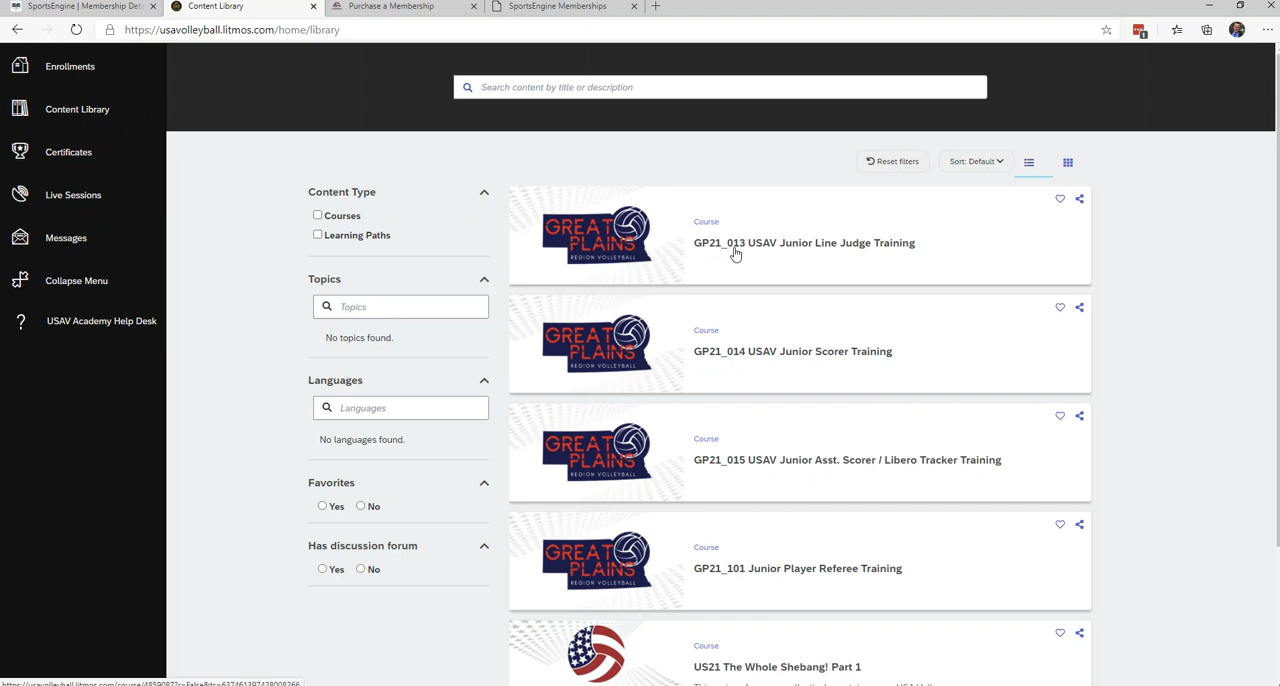 SportsEngine | Membership Det
Content Library
Purchase a Membership
SportsEngine Memberships
https://usavolleyball.litmos.com/home/library
1
Enrollments
Content Library
Certificates
Live Sessions
Messages
Collapse Menu
USAV Academy Help Desk
Search content by title or description
Reset filters
Sort: Default
Content Type
Courses
Learning Paths
Topics
Topics
No topics found.
Languages
Languages
No languages found.
Favorites
Yes No
Has discussion forum
Yes No
GREAT
PLAINS
REGION VOLLEYBALL
Course
GP21_013 USAV Junior Line Judge Training
GREAT
PLAINS
REGION VOLLEYBALL
Course
GP21_014 USAV Junior Scorer Training
GREAT
PLAINS
REGION VOLLEYBALL
Course
GP21_015 USAV Junior Asst. Scorer / Libero Tracker Training
GREAT
PLAINS
REGION VOLLEYBALL
Course
GP21_101 Junior Player Referee Training
Course
US21 The Whole Shebang! Part 1